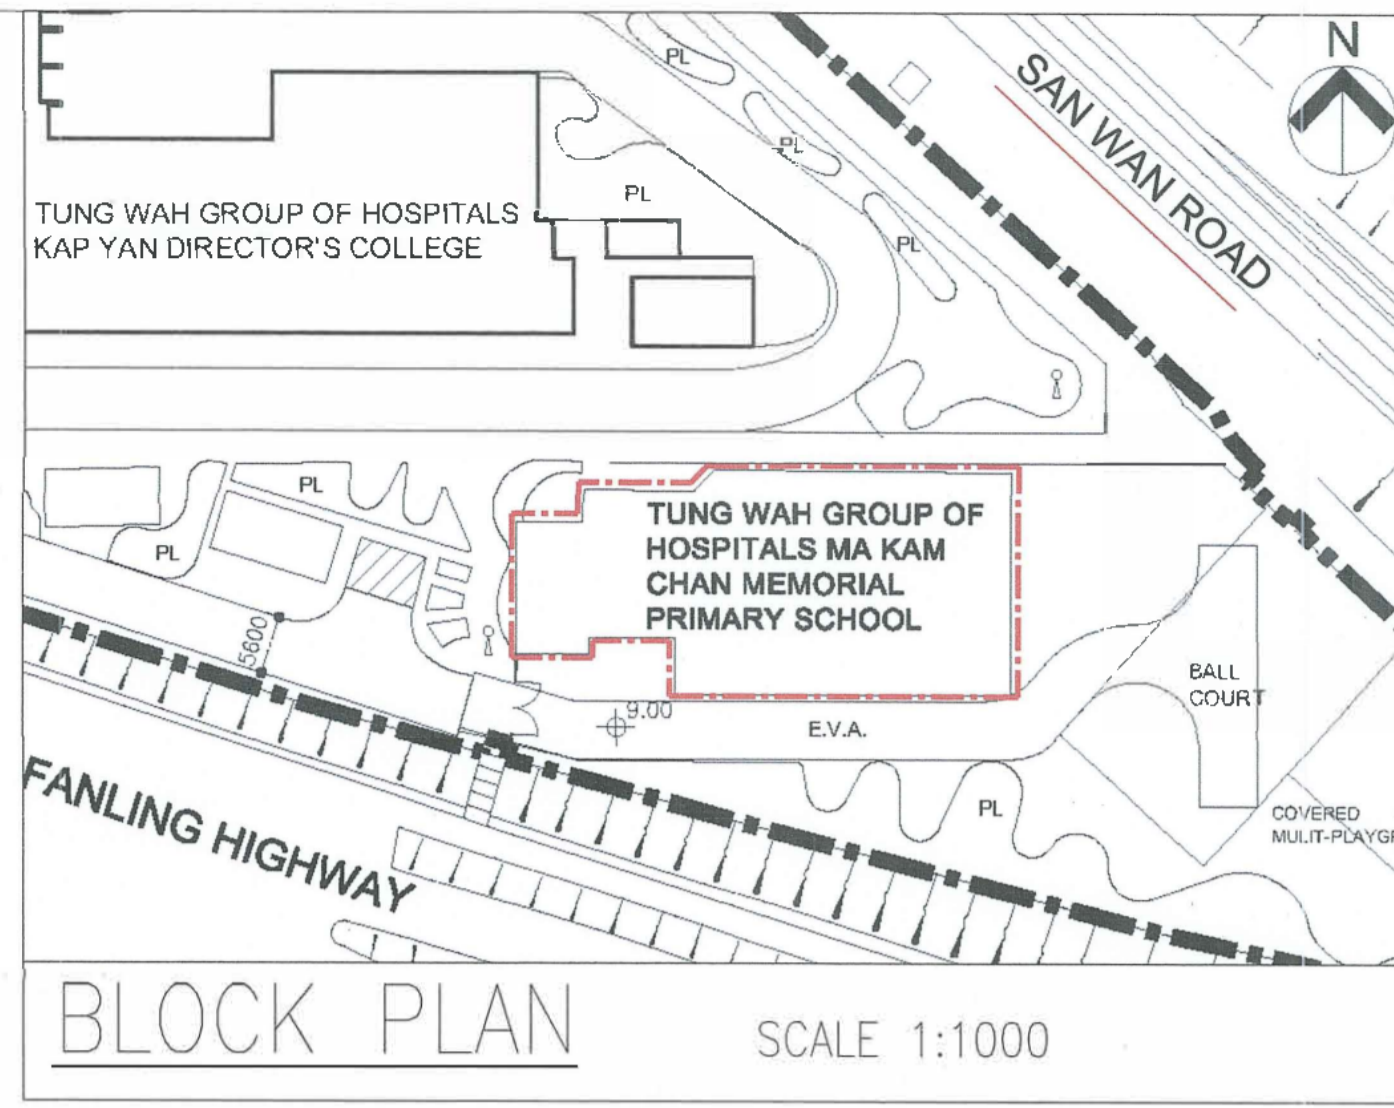 PL
N
SAN WAN ROAD
PL
TUNG WAH GROUP OF HOSPITALS
KAP YAN DIRECTOR'S COLLEGE
PL
PL
PL
PL
TUNG WAH GROUP OF
HOSPITALS MA KAM
CHAN MEMORIAL
PRIMARY SCHOOL
5600
BALL
COURT
9.00
E.V.A.
FANLING HIGHWAY
PL
COVERED
MULIT-PLAYGR
BLOCK PLAN
SCALE 1:1000